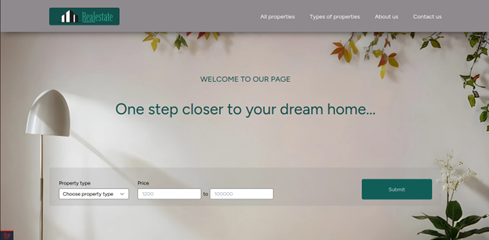 Realestate
All properties
Types of properties
About us
Contact us
WELCOME TO OUR PAGE
One step closer to your dream home...
Property type
Price
Choose property type
1200
to
100000
Submit